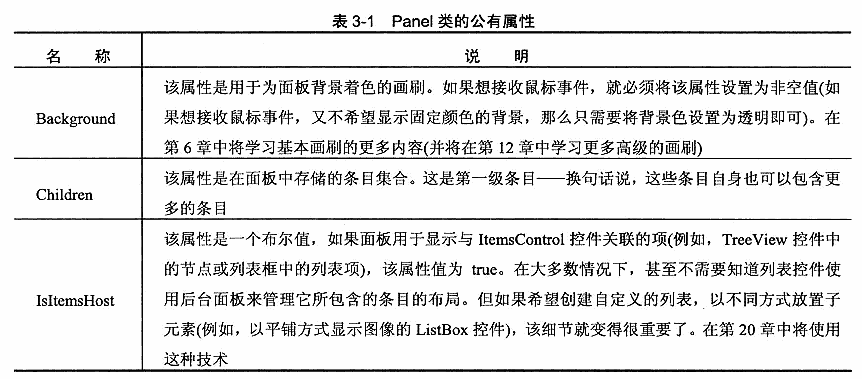 表 3-1 Panel 类的公有属性
名 称 说 明
Background
该属性是用于为面板背景着色的画刷。如果想接收鼠标事件，就必须将该属性设置为非空值(如
果想接收鼠标事件，又不希望显示固定颜色的背景，那么只需要将背景色设置为透明即可)。在
第 6 章中将学习基本画刷的更多内容(并将在第 12 章中学习更多高级的画刷)
Children
该属性是在面板中存储的条目集合。这是第一级条目——换句话说，这些条目自身也可以包含更
多的条目
IsItemsHost
该属性是一个布尔值，如果面板用于显示与 ItemsControl 控件关联的项(例如，TreeView 控件中
的节点或列表框中的列表项)，该属性值为 true。在大多数情况下，甚至不需要知道列表控件使
用后台面板来管理它所包含的条目的布局。但如果希望创建自定义的列表，以不同方式放置子
元素(例如，以平铺方式显示图像的 ListBox 控件)，该细节就变得很重要了。在第 20 章中将使用
这种技术